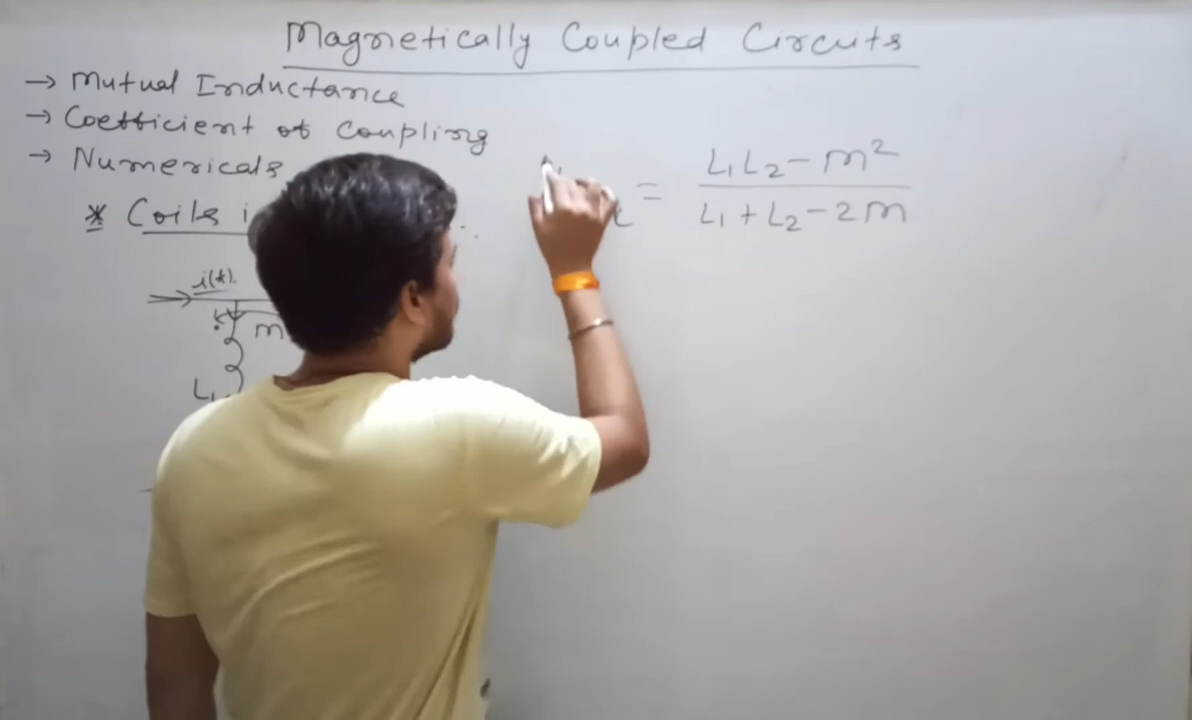 Magnetically Coupled Circuits
→ Mutual Inductance
→ Coefficient of Coupling
→ Numericals
* Coils i
= L₁L₂ - m² / L₁ + L₂ - 2m
i(t).
m
L₁